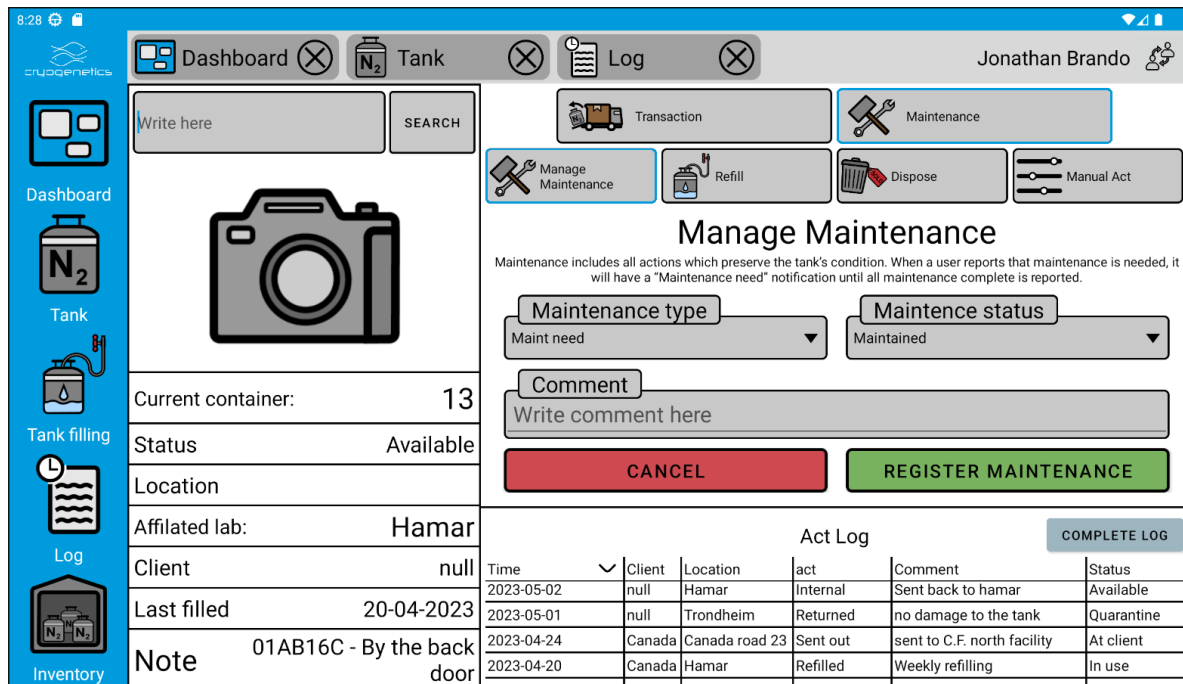 8:28
cryogenetics
Dashboard
Tank
Log
Jonathan Brando
Dashboard
N2
Tank
Tank filling
Log
Inventory
Write here
SEARCH
Current container: 13
Status Available
Location
Affilated lab: Hamar
Client null
Last filled 20-04-2023
Note 01AB16C - By the back
door
Transaction
Maintenance
Manage
Maintenance
Refill
SOLD
Dispose
Manual Act
Manage Maintenance
Maintenance includes all actions which preserve the tank's condition. When a user reports that maintenance is needed, it
will have a “Maintenance need” notification until all maintenance complete is reported.
Maintenance type
Maint need
Maintence status
Maintained
Comment
Write comment here
CANCEL
REGISTER MAINTENANCE
Act Log
COMPLETE LOG
Time Client Location act Comment Status
2023-05-02 null Hamar Internal Sent back to hamar Available
2023-05-01 null Trondheim Returned no damage to the tank Quarantine
2023-04-24 Canada Canada road 23 Sent out sent to C.F. north facility At client
2023-04-20 Canada Hamar Refilled Weekly refilling In use